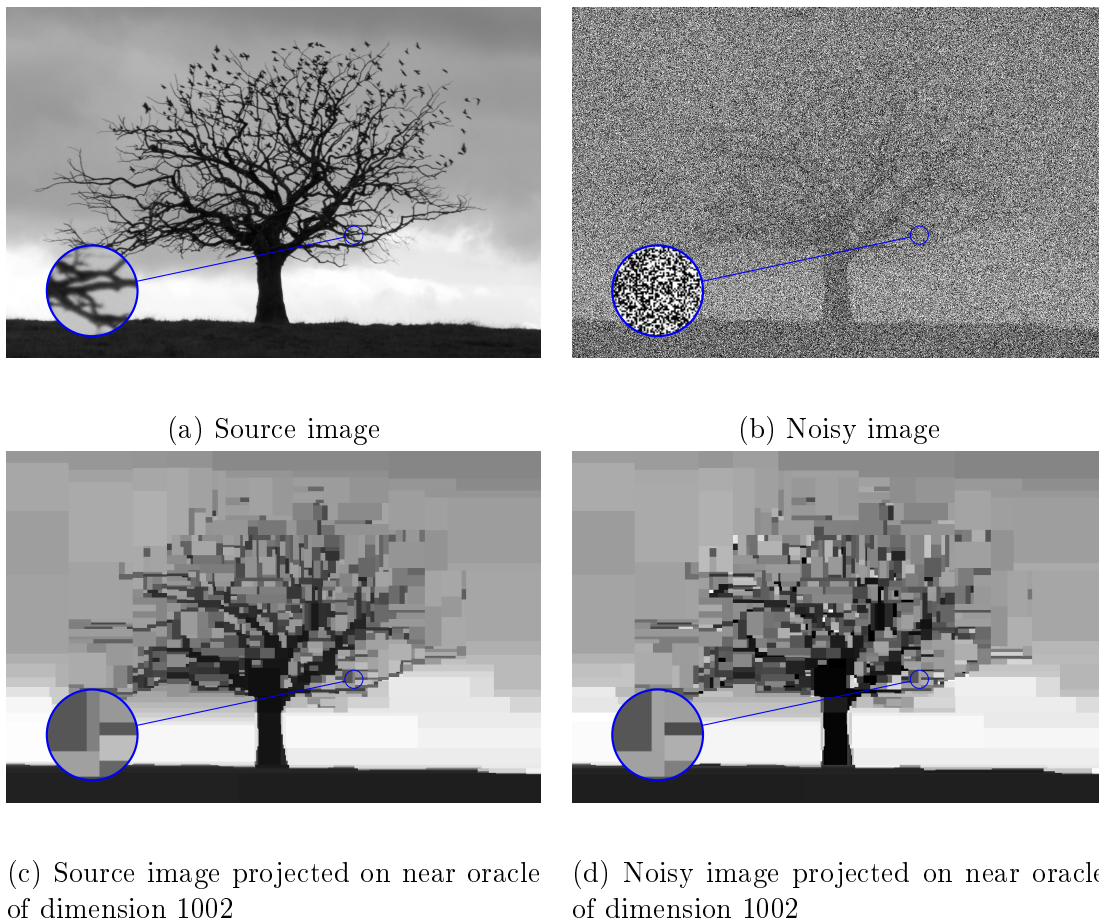 (a) Source image
(b) Noisy image
(c) Source image projected on near oracle
of dimension 1002
(d) Noisy image projected on near oracle
of dimension 1002